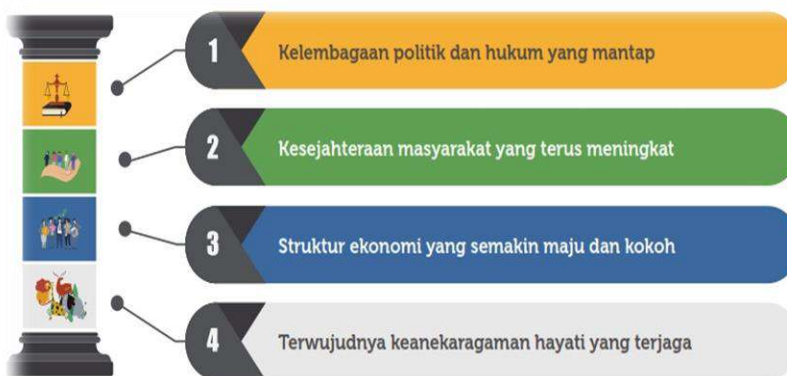 1
Kelembagaan politik dan hukum yang mantap
2
Kesejahteraan masyarakat yang terus meningkat
3
Struktur ekonomi yang semakin maju dan kokoh
4
Terwujudnya keanekaragaman hayati yang terjaga